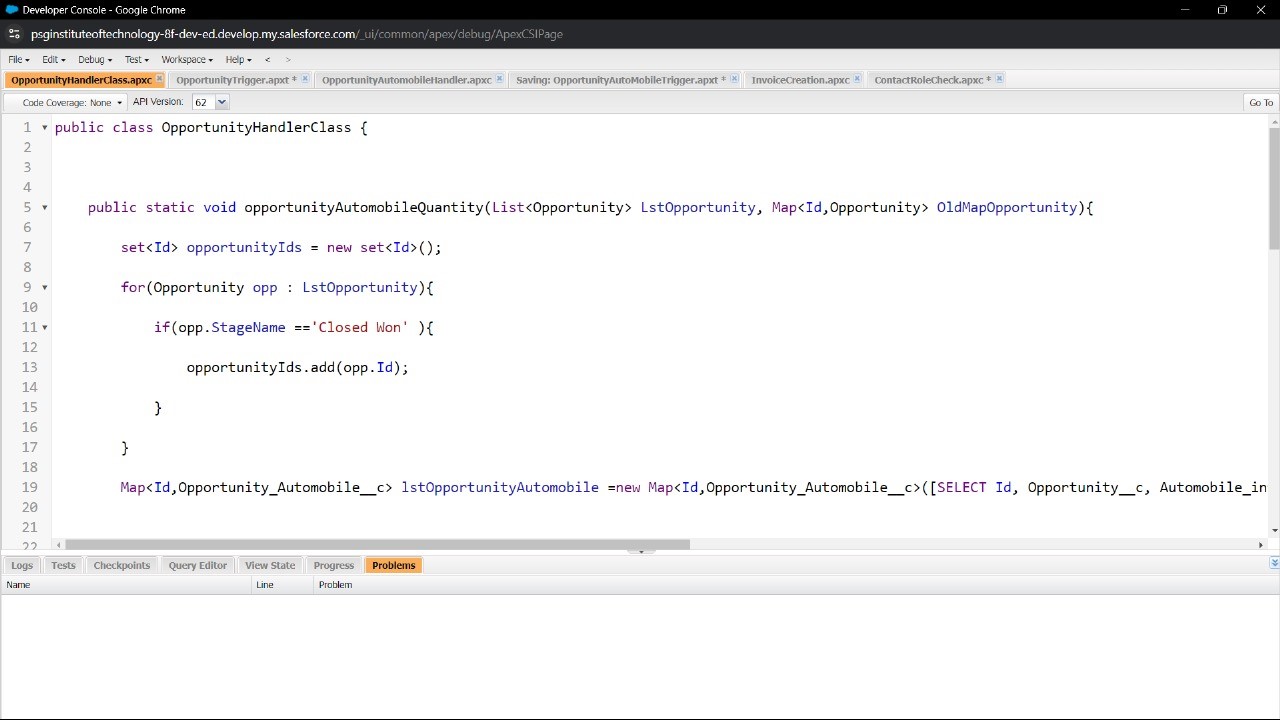 Developer Console - Google Chrome
psginstituteoftechnology-8f-dev-ed.develop.my.salesforce.com/_ui/common/apex/debug/ApexCSIPage
File Edit Debug Test Workspace Help < >
OpportunityHandlerClass.apxc OpportunityTrigger.apxt * OpportunityAutomobileHandler.apxc Saving: OpportunityAutoMobileTrigger.apxt * InvoiceCreation.apxc ContactRoleCheck.apxc *
Code Coverage: None API Version: 62 Go To
1 public class OpportunityHandlerClass {
2
3
4
5 public static void opportunityAutomobileQuantity(List<Opportunity> LstOpportunity, Map<Id,Opportunity> OldMapOpportunity){
6
7 set<Id> opportunityIds = new set<Id>();
8
9 for(Opportunity opp : LstOpportunity){
10
11 if(opp.StageName =='Closed Won' ){
12
13 opportunityIds.add(opp.Id);
14
15 }
16
17 }
18
19 Map<Id,Opportunity_Automobile__c> lstOpportunityAutomobile =new Map<Id,Opportunity_Automobile__c>([SELECT Id, Opportunity__c, Automobile_in
20
21
22
Logs Tests Checkpoints Query Editor View State Progress Problems
Name Line Problem